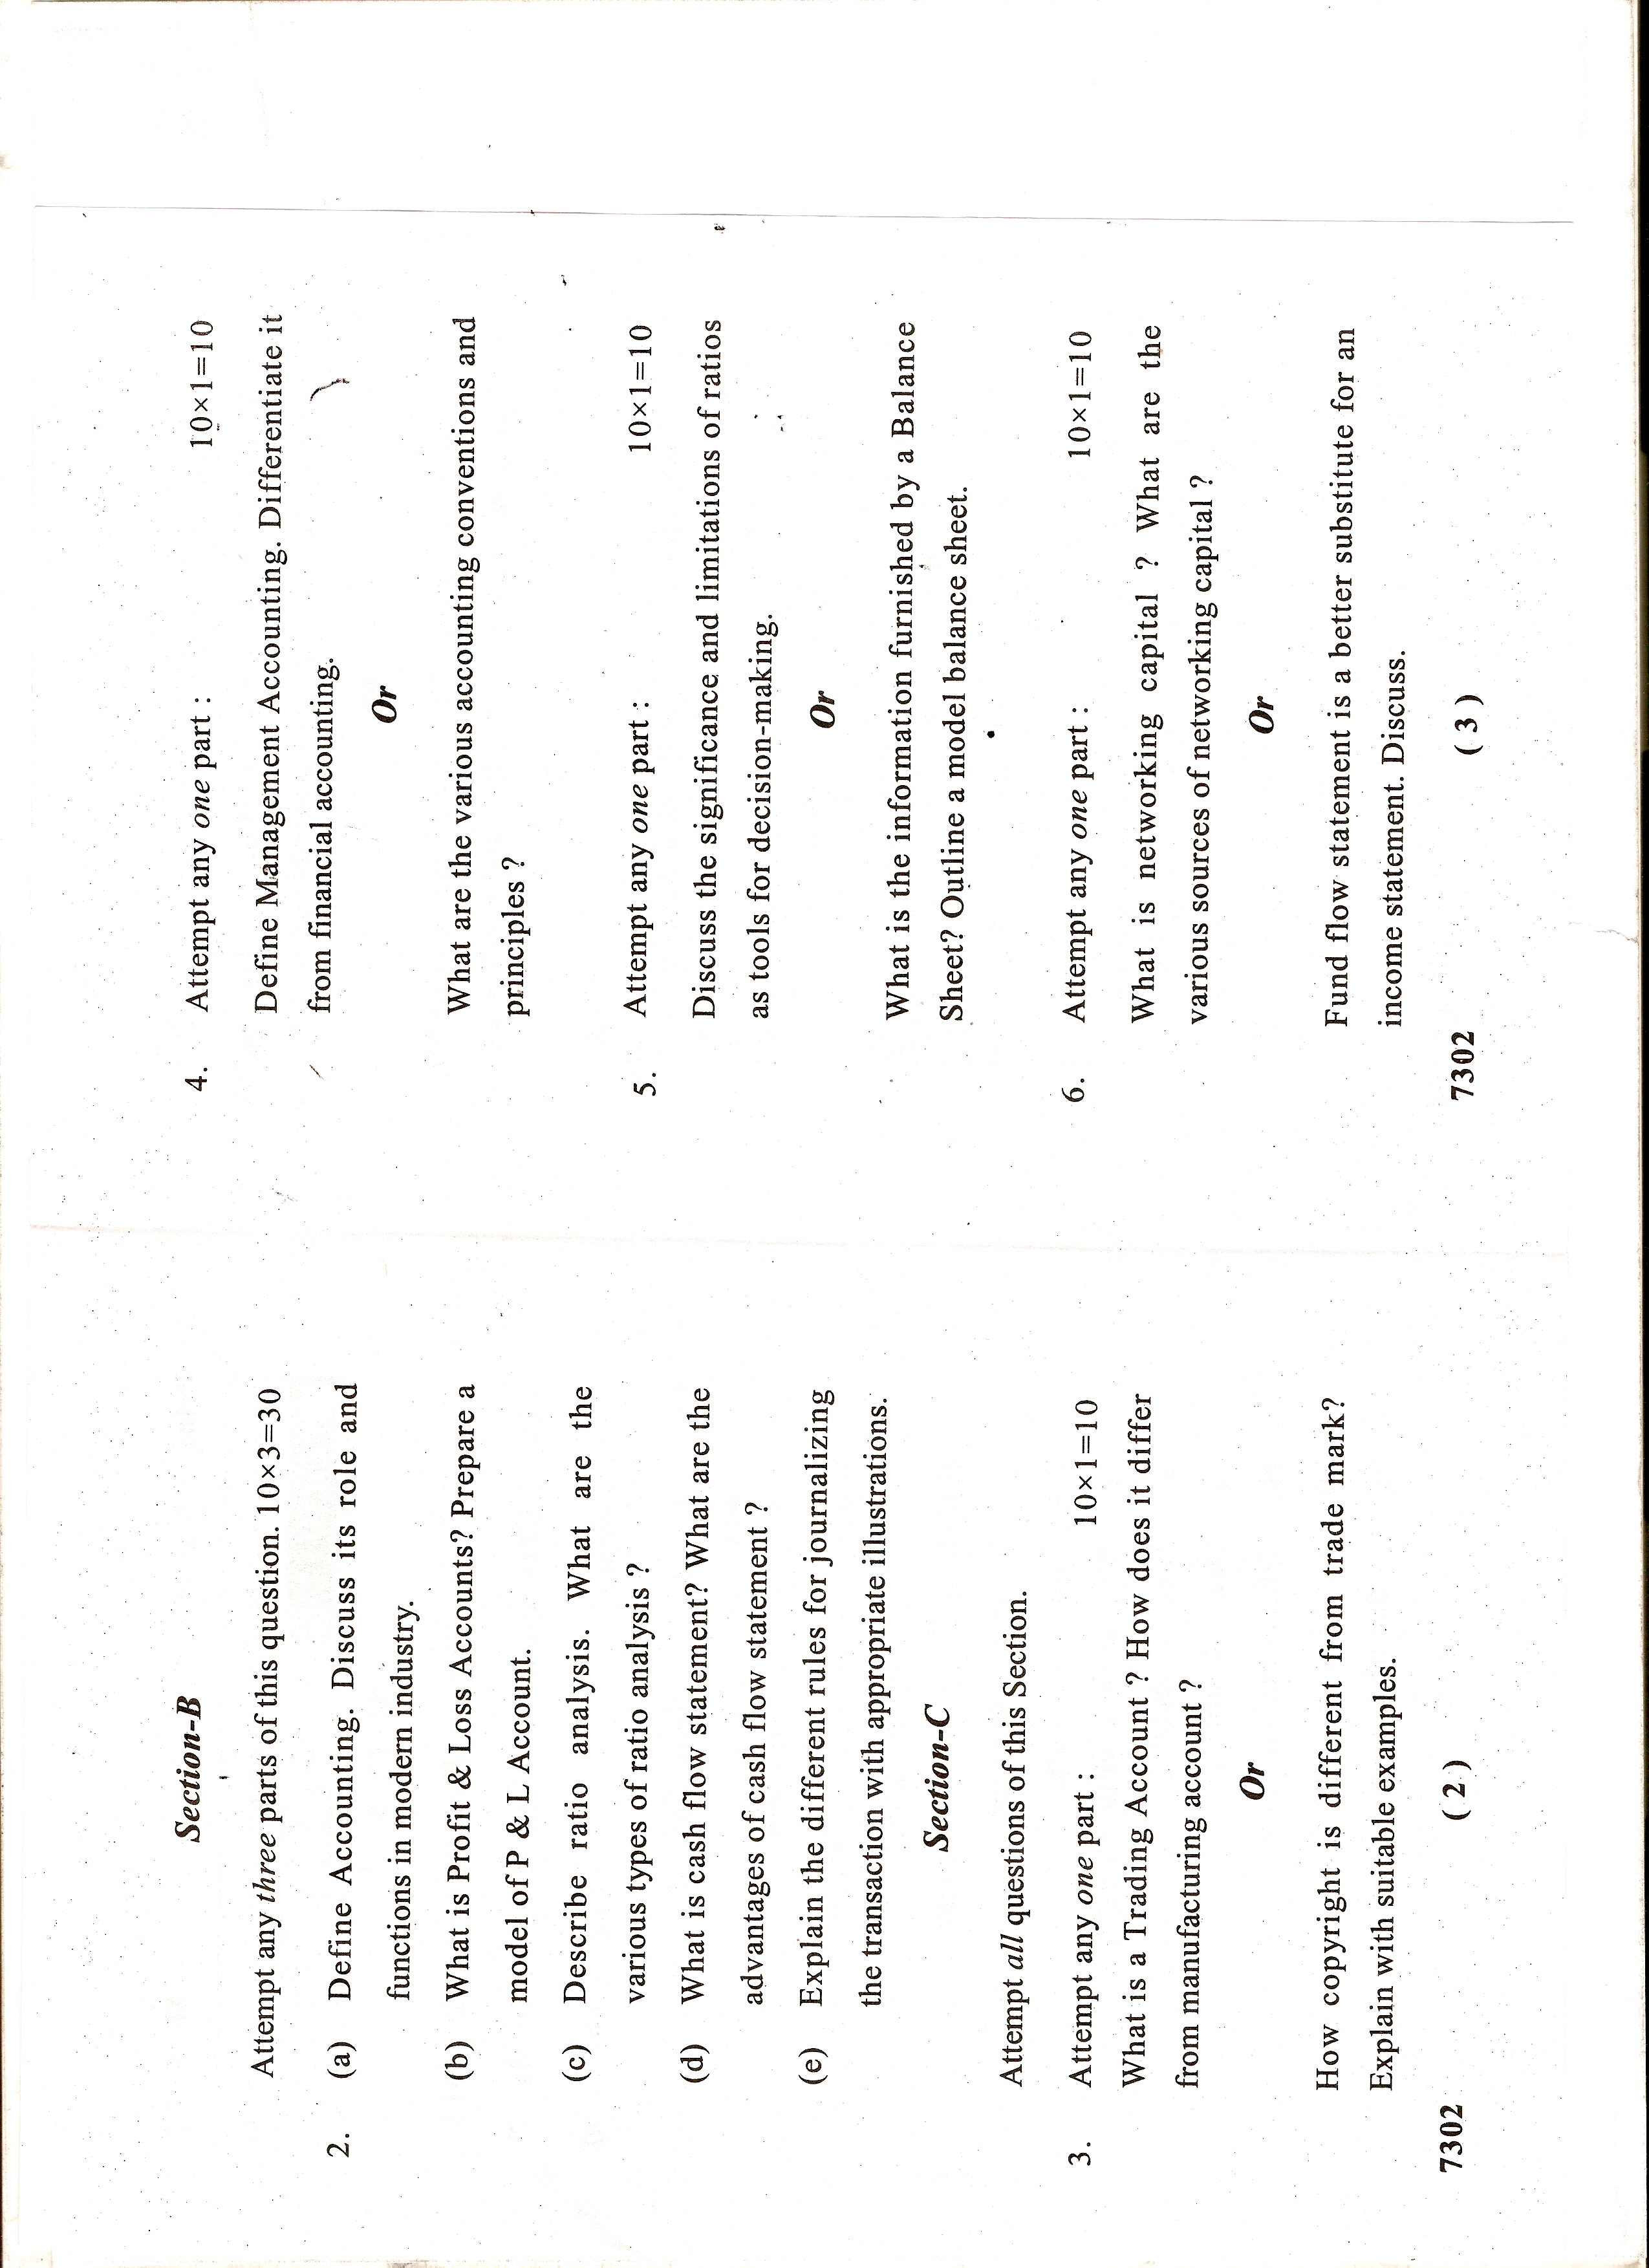 Section-B
Attempt any three parts of this question. 10×3=30
2. (a) Define Accounting. Discuss its role and
functions in modern industry.
(b) What is Profit & Loss Accounts? Prepare a
model of P & L Account.
(c) Describe ratio analysis. What are the
various types of ratio analysis ?
(d) What is cash flow statement? What are the
advantages of cash flow statement ?
(e) Explain the different rules for journalizing
the transaction with appropriate illustrations.
Section-C
Attempt all questions of this Section.
3. Attempt any one part : 10×1=10
What is a Trading Account ? How does it differ
from manufacturing account ?
Or
How copyright is different from trade mark?
Explain with suitable examples.
7302 ( 2 )
4. Attempt any one part : 10×1=10
Define Management Accounting. Differentiate it
from financial accounting.
Or
What are the various accounting conventions and
principles ?
5. Attempt any one part : 10×1=10
Discuss the significance and limitations of ratios
as tools for decision-making.
Or
What is the information furnished by a Balance
Sheet? Outline a model balance sheet.
6. Attempt any one part : 10×1=10
What is networking capital ? What are the
various sources of networking capital ?
Or
Fund flow statement is a better substitute for an
income statement. Discuss.
7302 ( 3 )